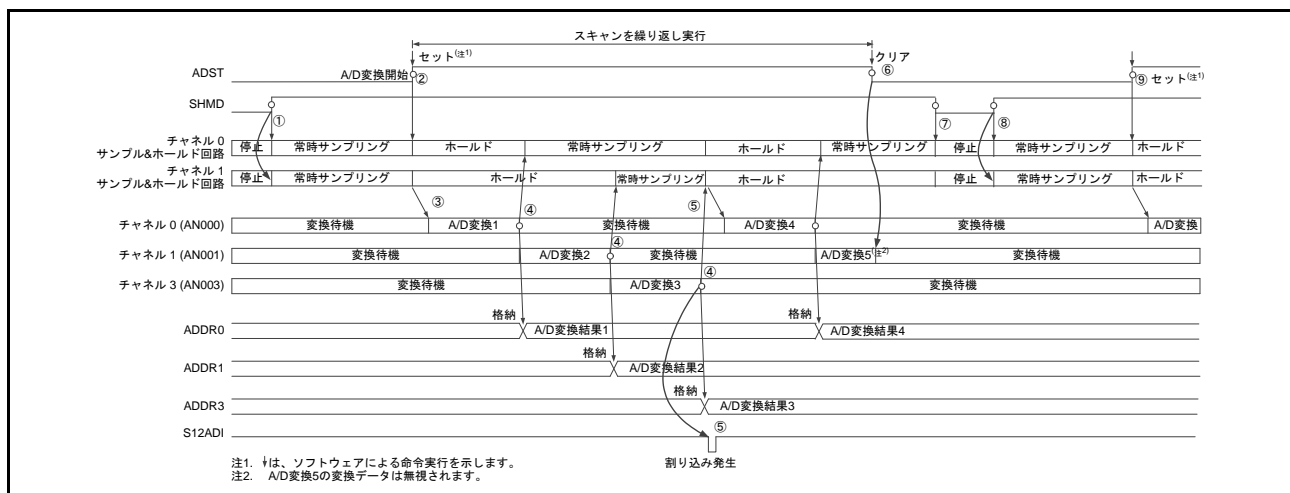 スキャンを繰り返し実行
セット(注1)
クリア
ADST
A/D変換開始
②
⑥
⑨ セット(注1)
SHMD
①
⑦
⑧
チャネル 0
サンプル&ホールド回路
停止
常時サンプリング
ホールド
常時サンプリング
ホールド
常時サンプリング
停止
常時サンプリング
ホールド
チャネル 1
サンプル&ホールド回路
停止
常時サンプリング
ホールド
常時サンプリング
ホールド
停止
常時サンプリング
ホールド
③
④
⑤
チャネル 0 (AN000)
変換待機
A/D変換1
変換待機
A/D変換4
変換待機
A/D変換
④
チャネル 1 (AN001)
変換待機
A/D変換2
変換待機
A/D変換5(注2)
変換待機
④
チャネル 3 (AN003)
変換待機
A/D変換3
変換待機
格納
格納
ADDR0
A/D変換結果1
A/D変換結果4
格納
ADDR1
A/D変換結果2
格納
ADDR3
A/D変換結果3
S12ADI
⑤
割り込み発生
注1. ↓は、ソフトウェアによる命令実行を示します。
注2. A/D変換5の変換データは無視されます。